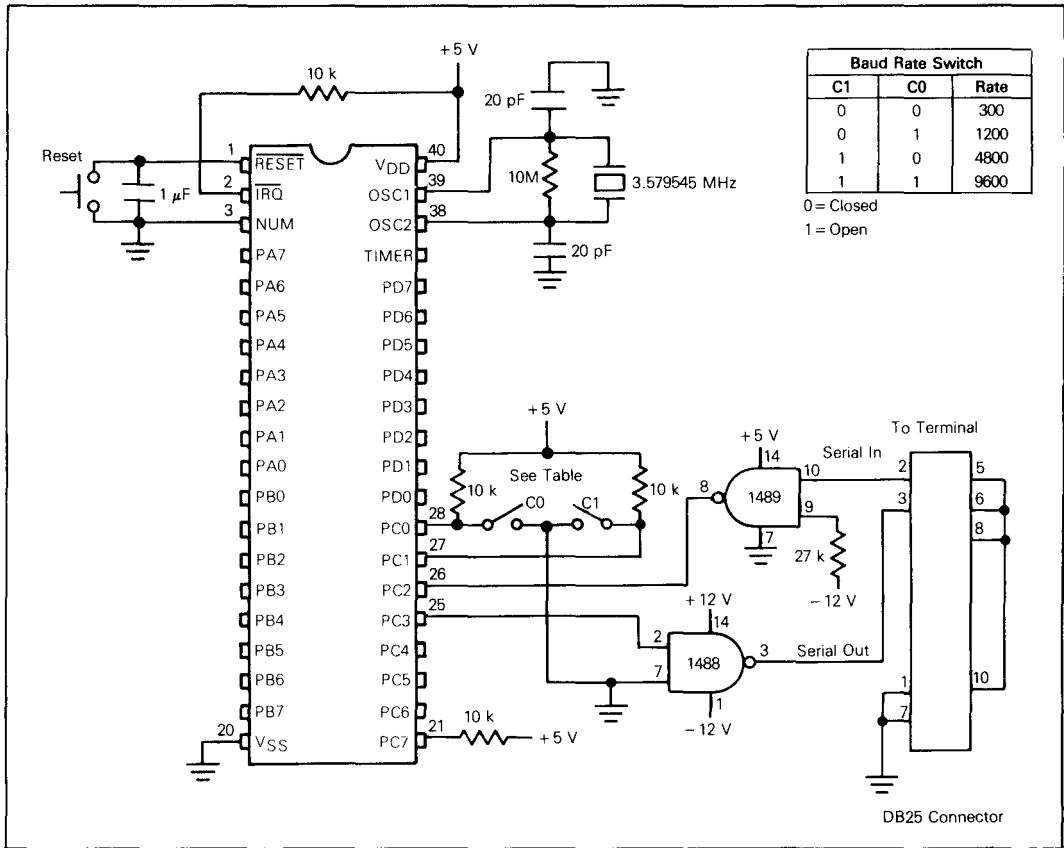 +5 V
10 k
20 pF
Baud Rate Switch
C1 C0 Rate
0 0 300
0 1 1200
1 0 4800
1 1 9600
0 = Closed
1 = Open
Reset
1 μF
1 RESET
2 IRQ
3 NUM
PA7
PA6
PA5
PA4
PA3
PA2
PA1
PA0
PB0
PB1
PB2
PB3
PB4
PB5
PB6
PB7
20 VSS
VDD 40
OSC1 39
OSC2 38
TIMER
PD7
PD6
PD5
PD4
PD3
PD2
PD1
PD0
PC0 28
PC1 27
PC2 26
PC3 25
PC4
PC5
PC6
PC7 21
10 k
+5 V
10M
3.579545 MHz
20 pF
+5 V
10 k
See Table
10 k
C0
C1
+5 V
14
8
1489
10
9
7
27 k
−12 V
Serial In
+12 V
14
2
7
1488
3
1
−12 V
Serial Out
To Terminal
2
3
1
7
5
6
8
10
DB25 Connector